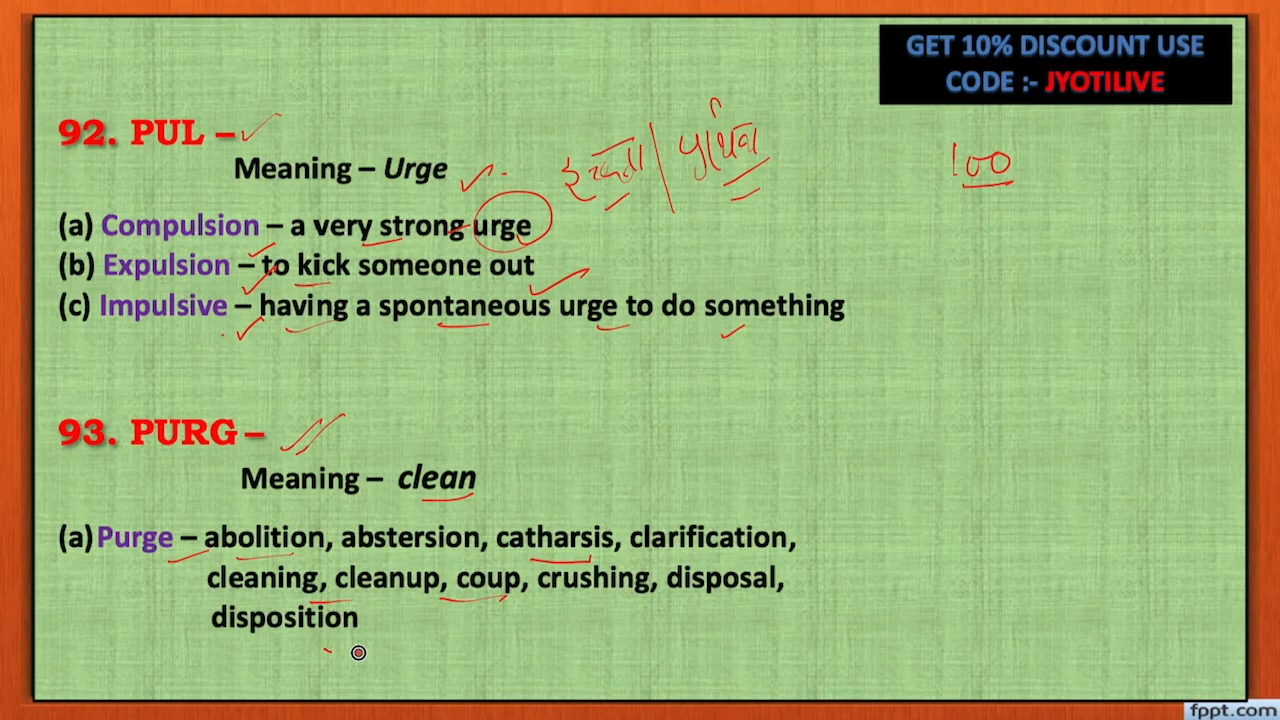 GET 10% DISCOUNT USE
CODE :- JYOTILIVE
92. PUL –
Meaning – Urge
100
(a) Compulsion – a very strong urge
(b) Expulsion – to kick someone out
(c) Impulsive – having a spontaneous urge to do something
93. PURG –
Meaning – clean
(a) Purge – abolition, abstersion, catharsis, clarification,
cleaning, cleanup, coup, crushing, disposal,
disposition
fppt.com